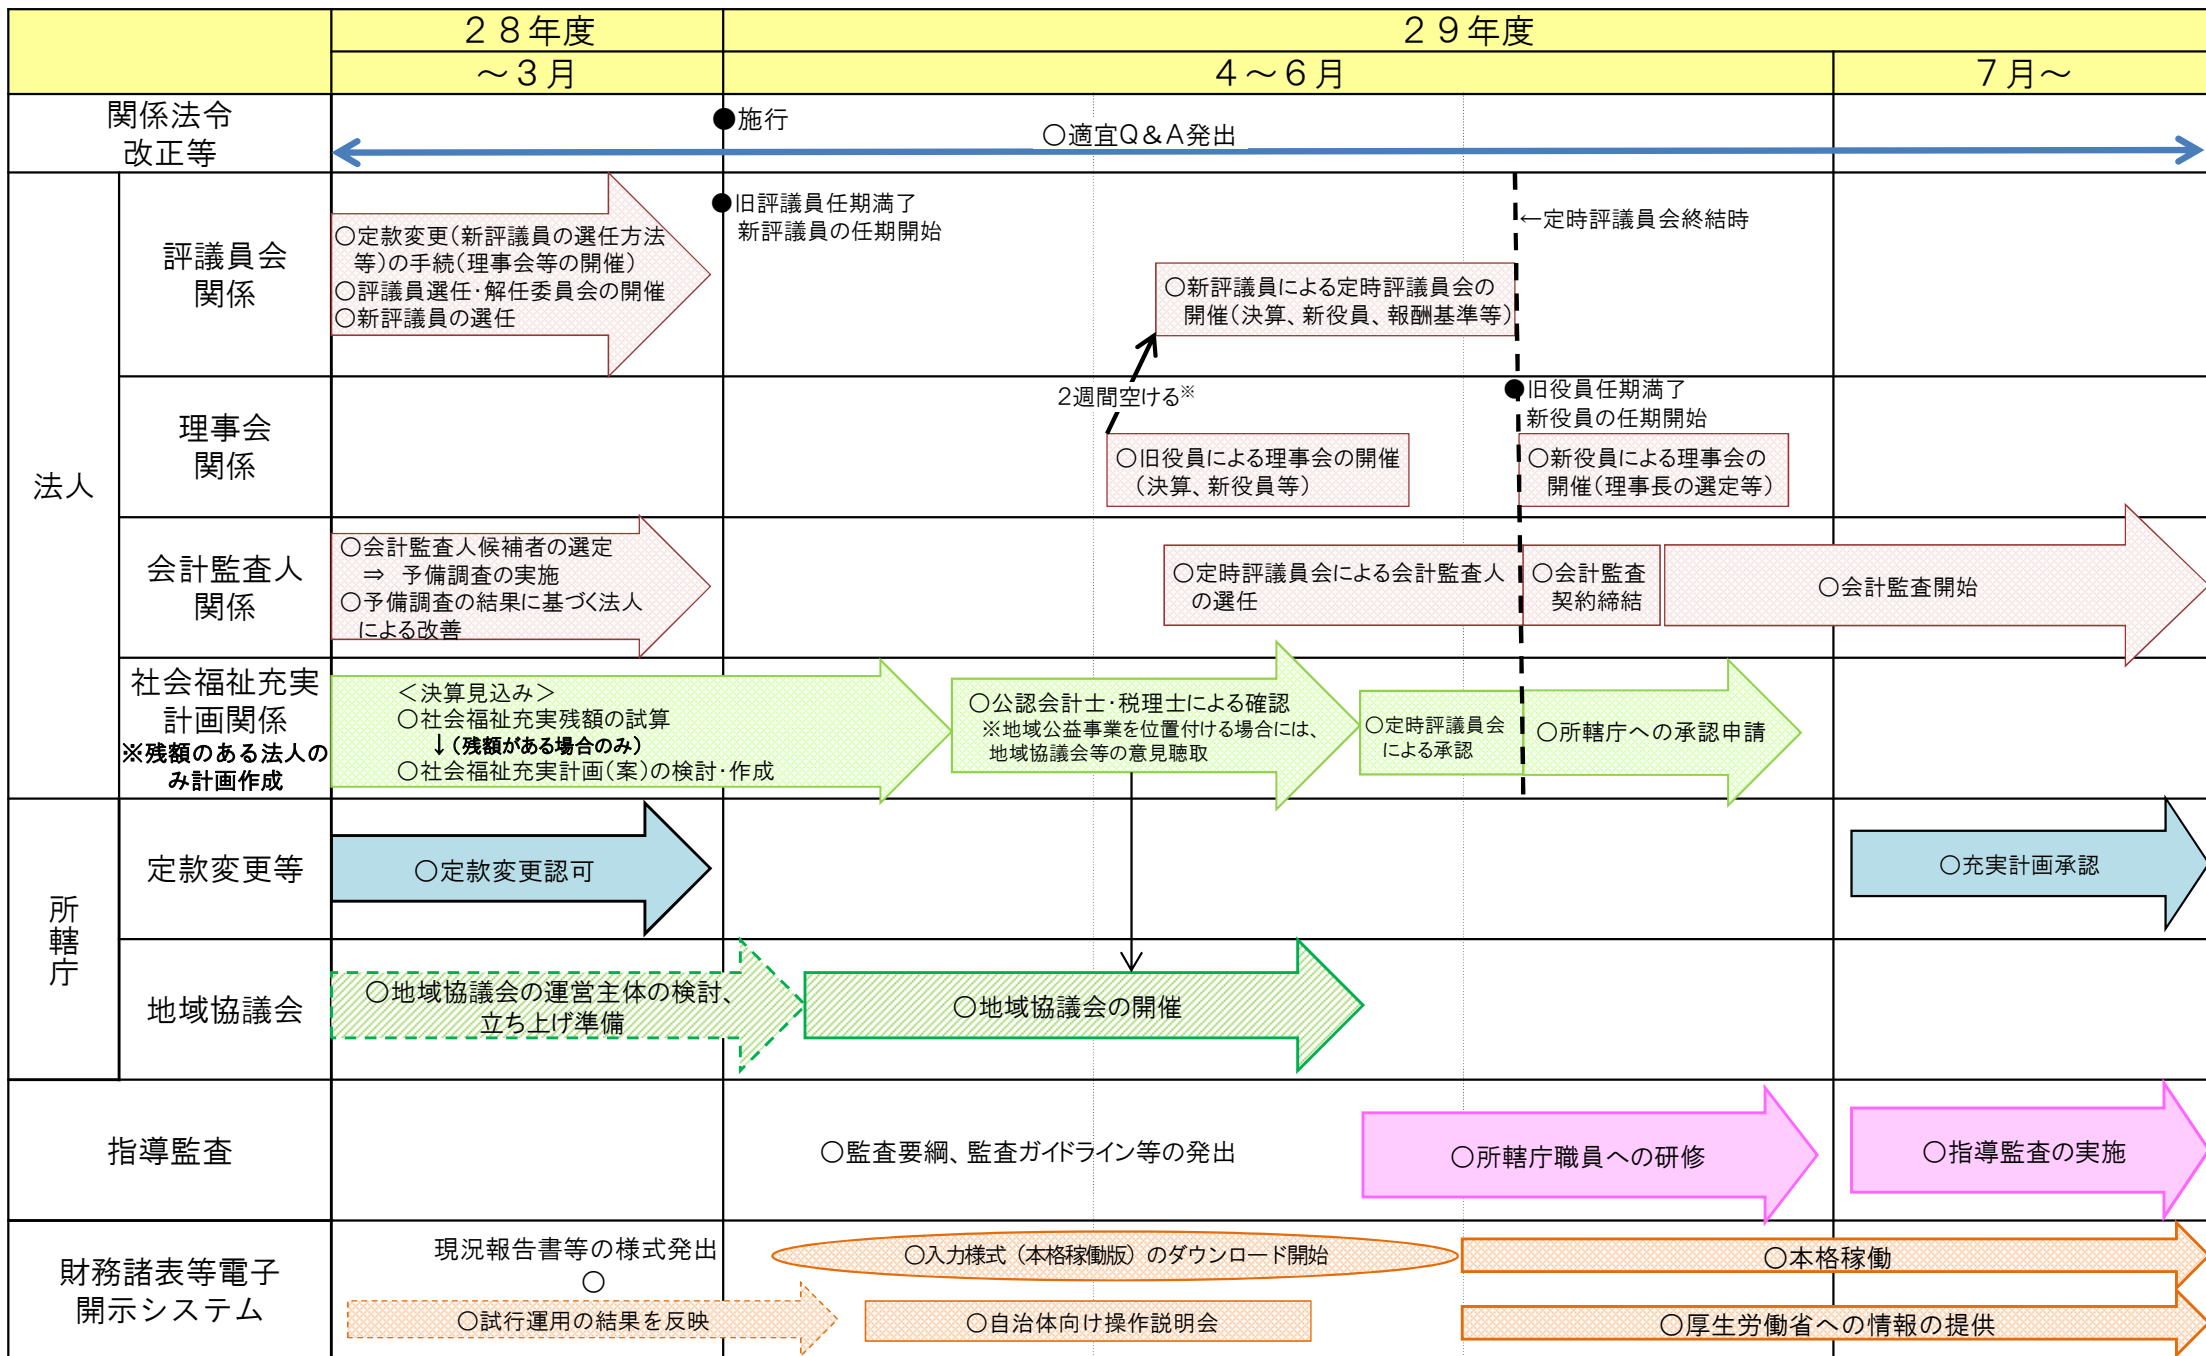 ２８年度
２９年度
～３月
４～６月
７月～
関係法令
改正等
●施行
○適宜Ｑ＆Ａ発出
法人
評議員会
関係
○定款変更（新評議員の選任方法
等）の手続（理事会等の開催）
○評議員選任・解任委員会の開催
○新評議員の選任
●旧評議員任期満了
新評議員の任期開始
←定時評議員会終結時
○新評議員による定時評議員会の
開催（決算、新役員、報酬基準等）
理事会
関係
2週間空ける※
○旧役員による理事会の開催
（決算、新役員等）
●旧役員任期満了
新役員の任期開始
○新役員による理事会の
開催（理事長の選定等）
会計監査人
関係
○会計監査人候補者の選定
⇒ 予備調査の実施
○予備調査の結果に基づく法人
による改善
○定時評議員会による会計監査人
の選任
○会計監査
契約締結
○会計監査開始
社会福祉充実
計画関係
※残額のある法人の
み計画作成
＜決算見込み＞
○社会福祉充実残額の試算
↓（残額がある場合のみ）
○社会福祉充実計画（案）の検討・作成
○公認会計士・税理士による確認
※地域公益事業を位置付ける場合には、
地域協議会等の意見聴取
○定時評議員会
による承認
○所轄庁への承認申請
所轄庁
定款変更等
○定款変更認可
○充実計画承認
地域協議会
○地域協議会の運営主体の検討、
立ち上げ準備
○地域協議会の開催
指導監査
○監査要綱、監査ガイドライン等の発出
○所轄庁職員への研修
○指導監査の実施
財務諸表等電子
開示システム
現況報告書等の様式発出
○
○試行運用の結果を反映
○入力様式（本格稼働版）のダウンロード開始
○自治体向け操作説明会
○本格稼働
○厚生労働省への情報の提供